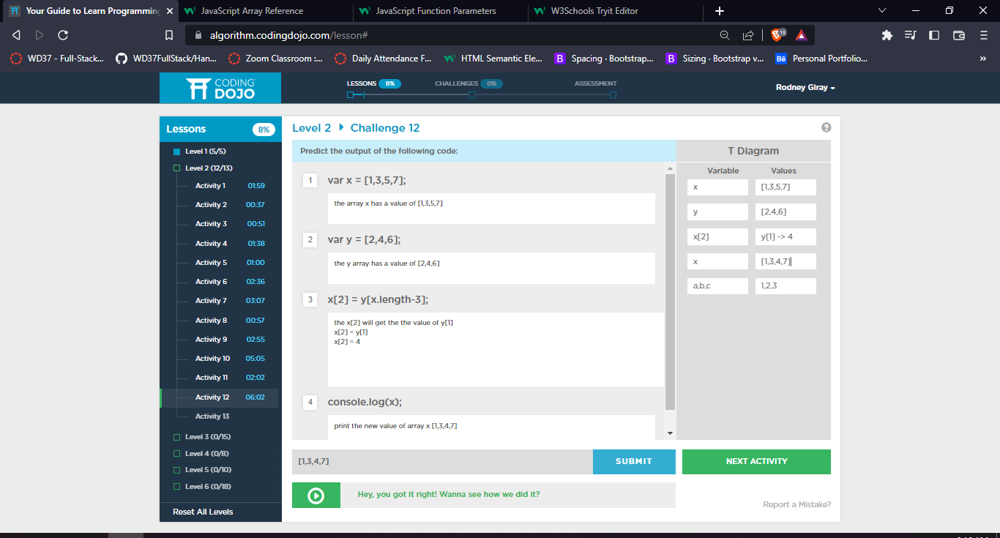 Your Guide to Learn Programming
JavaScript Array Reference
JavaScript Function Parameters
W3Schools Tryit Editor
algorithm.codingdojo.com/lesson#
13
WD37 - Full-Stack...
WD37FullStack/Han...
Zoom Classroom :...
Daily Attendance F...
HTML Semantic Ele...
B Spacing · Bootstrap...
B Sizing · Bootstrap v...
Bē Personal Portfolio...
»
CODING
DOJO
LESSONS 8%
CHALLENGES 0%
ASSESSMENT
Rodney GIray
Lessons 8%
Level 1 (5/5)
Level 2 (12/13)
Activity 1 01:59
Activity 2 00:37
Activity 3 00:51
Activity 4 01:38
Activity 5 01:00
Activity 6 02:36
Activity 7 03:07
Activity 8 00:57
Activity 9 02:55
Activity 10 05:05
Activity 11 02:02
Activity 12 06:02
Activity 13
Level 3 (0/15)
Level 4 (0/8)
Level 5 (0/10)
Level 6 (0/18)
Reset All Levels
Level 2 Challenge 12
?
Predict the output of the following code:
1 var x = [1,3,5,7];
the array x has a value of [1,3,5,7]
2 var y = [2,4,6];
the y array has a value of [2,4,6]
3 x[2] = y[x.length-3];
the x[2] will get the the value of y[1]
x[2] = y[1]
x[2] = 4
4 console.log(x);
print the new value of array x [1,3,4,7]
T Diagram
Variable Values
x [1,3,5,7]
y [2,4,6]
x[2] y[1] -> 4
x [1,3,4,7]
a,b,c 1,2,3
[1,3,4,7]
SUBMIT
NEXT ACTIVITY
Hey, you got it right! Wanna see how we did it?
Report a Mistake?